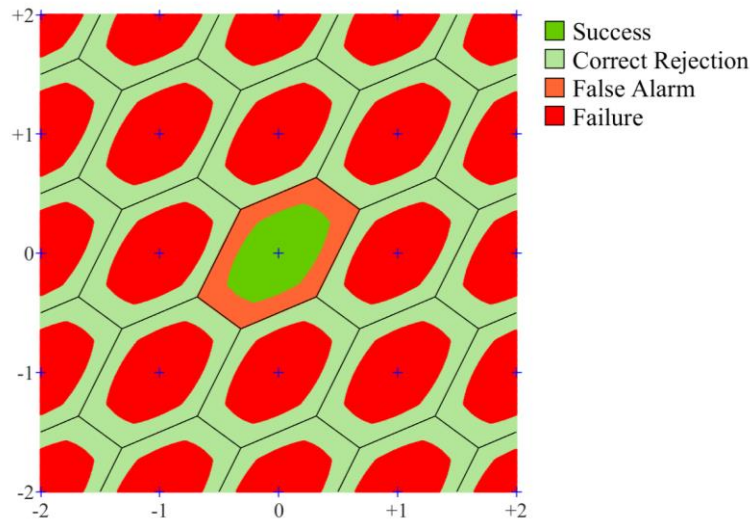 Success
Correct Rejection
False Alarm
Failure
+2
+1
0
-1
-2
-2
-1
0
+1
+2